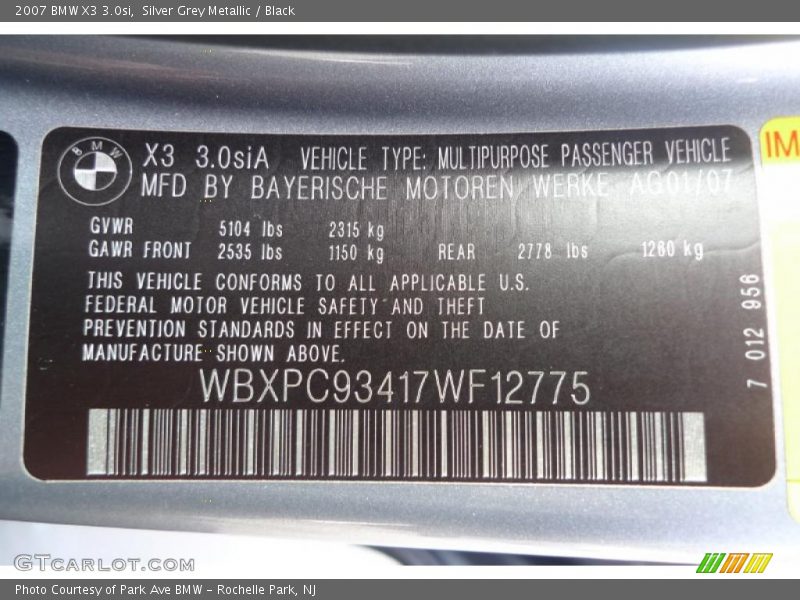 2007 BMW X3 3.0si, Silver Grey Metallic / Black
BMW
X3 3.0siA VEHICLE TYPE: MULTIPURPOSE PASSENGER VEHICLE
MFD BY BAYERISCHE MOTOREN WERKE AG01/07
IM
GVWR 5104 lbs 2315 kg
GAWR FRONT 2535 lbs 1150 kg REAR 2778 lbs 1260 kg
THIS VEHICLE CONFORMS TO ALL APPLICABLE U.S.
FEDERAL MOTOR VEHICLE SAFETY AND THEFT
PREVENTION STANDARDS IN EFFECT ON THE DATE OF
MANUFACTURE SHOWN ABOVE.
7 012 956
WBXPC93417WF12775
GTCARLOT.COM
Photo Courtesy of Park Ave BMW - Rochelle Park, NJ